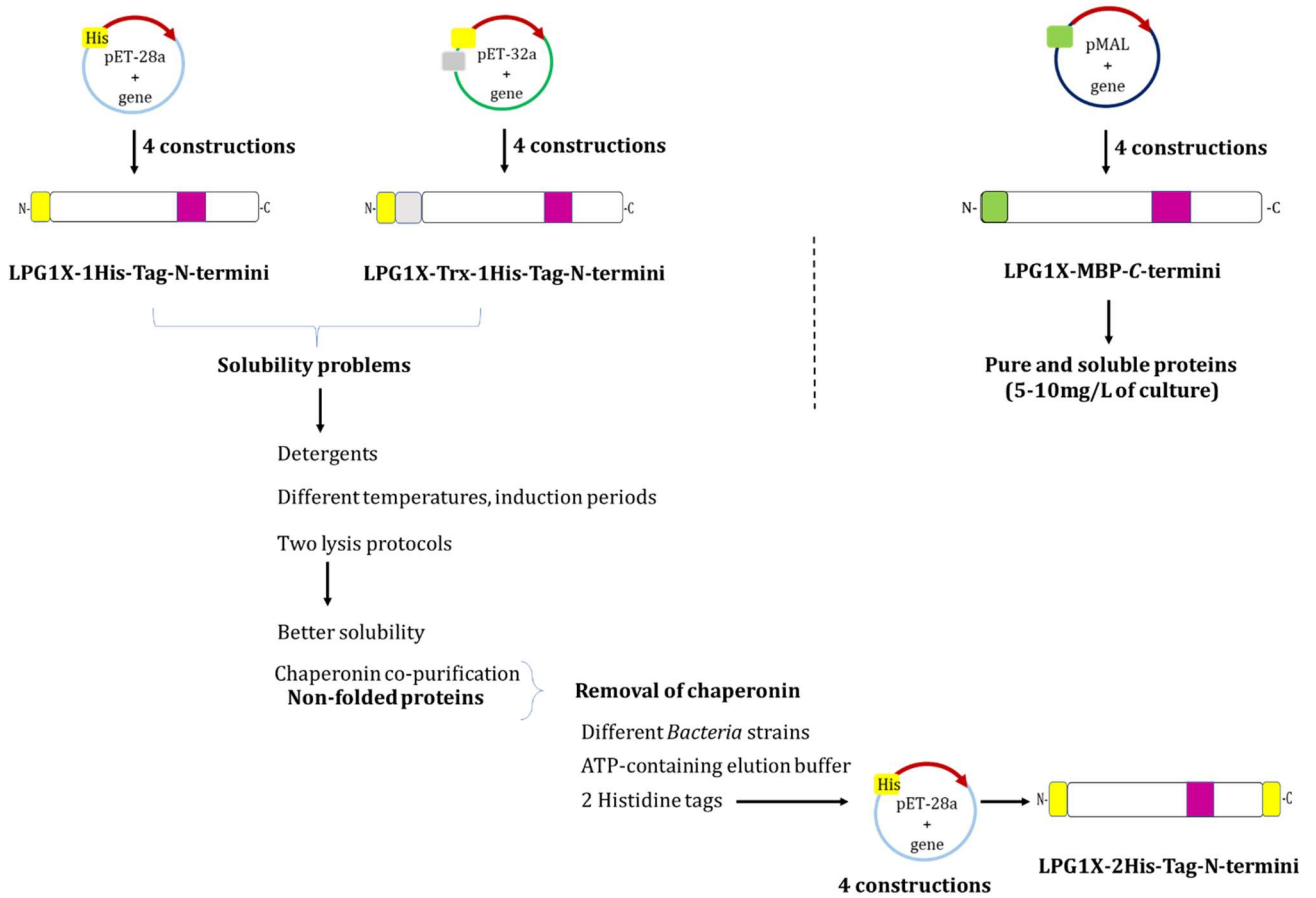 His
pET-28a
+
gene
4 constructions
N-
-C
LPG1X-1His-Tag-N-termini
pET-32a
+
gene
4 constructions
N-
-C
LPG1X-Trx-1His-Tag-N-termini
pMAL
+
gene
4 constructions
N-
-C
LPG1X-MBP-C-termini
Pure and soluble proteins
(5-10mg/L of culture)
Solubility problems
Detergents
Different temperatures, induction periods
Two lysis protocols
Better solubility
Chaperonin co-purification
Non-folded proteins
Removal of chaperonin
Different Bacteria strains
ATP-containing elution buffer
2 Histidine tags
His
pET-28a
+
gene
4 constructions
N-
-C
LPG1X-2His-Tag-N-termini